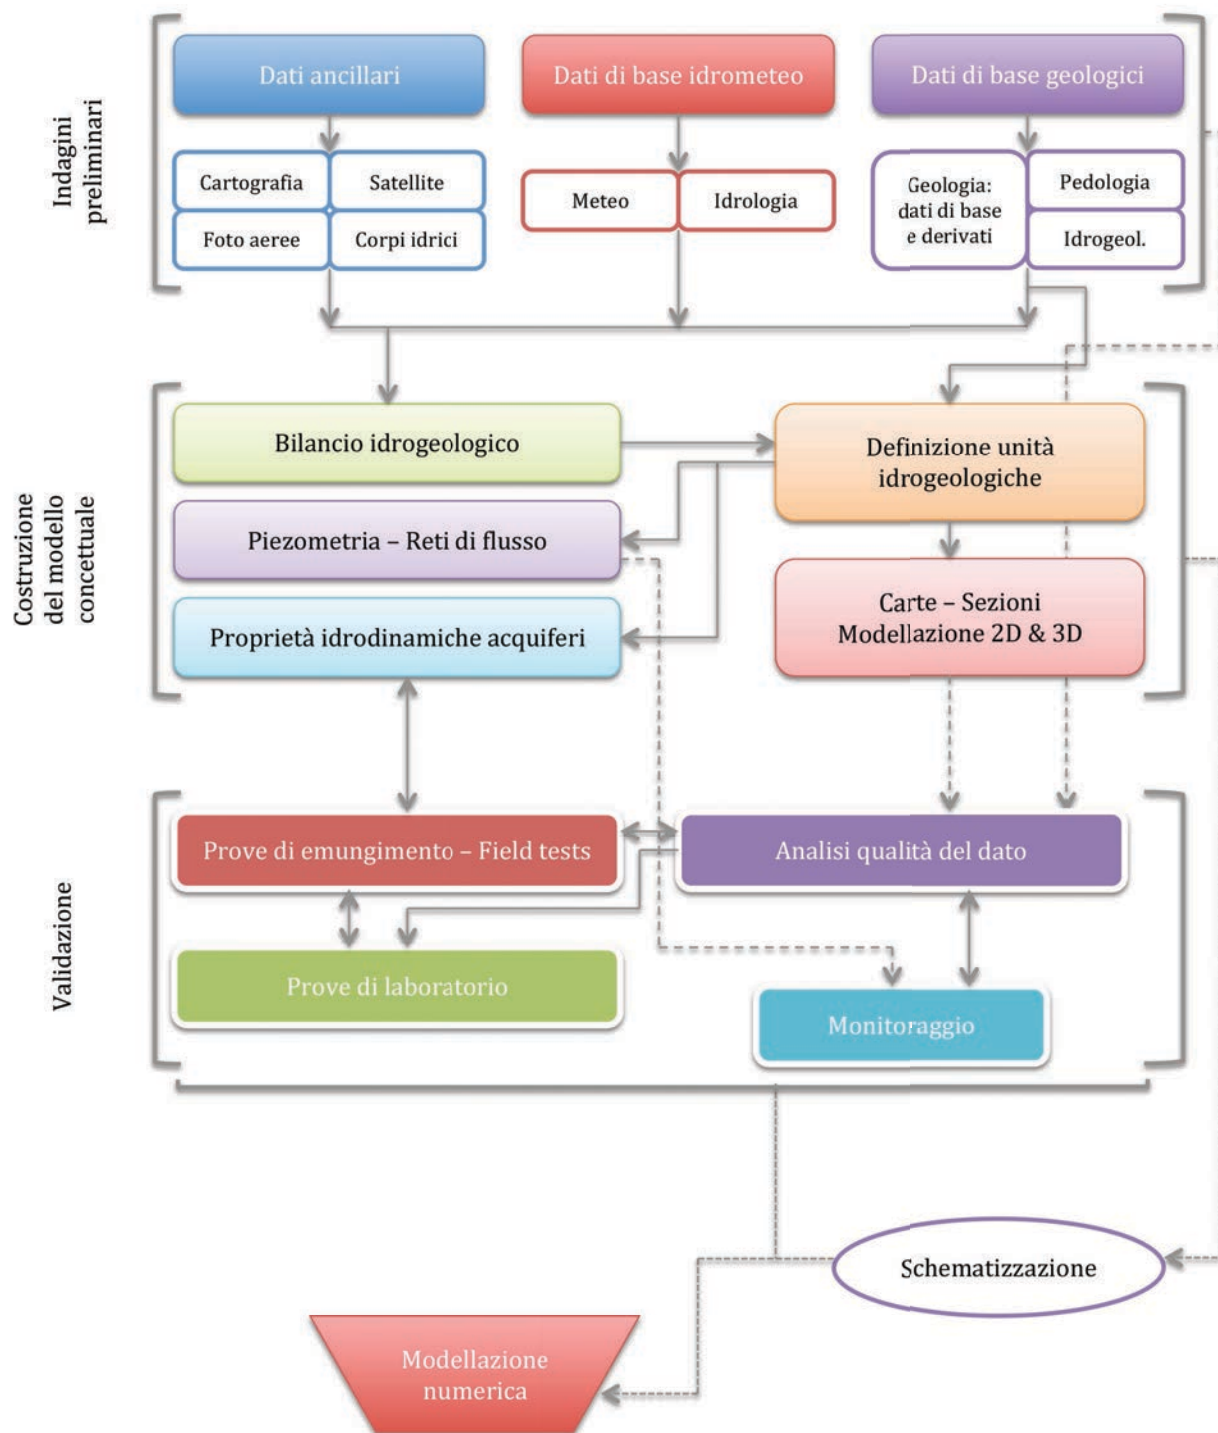 Indagini
preliminari
Dati ancillari
Dati di base idrometeo
Dati di base geologici
Cartografia
Satellite
Foto aeree
Corpi idrici
Meteo
Idrologia
Geologia:
dati di base
e derivati
Pedologia
Idrogeol.
Costruzione
del modello
concettuale
Bilancio idrogeologico
Definizione unità
idrogeologiche
Piezometria – Reti di flusso
Proprietà idrodinamiche acquiferi
Carte – Sezioni
Modellazione 2D & 3D
Validazione
Prove di emungimento – Field tests
Analisi qualità del dato
Prove di laboratorio
Monitoraggio
Schematizzazione
Modellazione
numerica